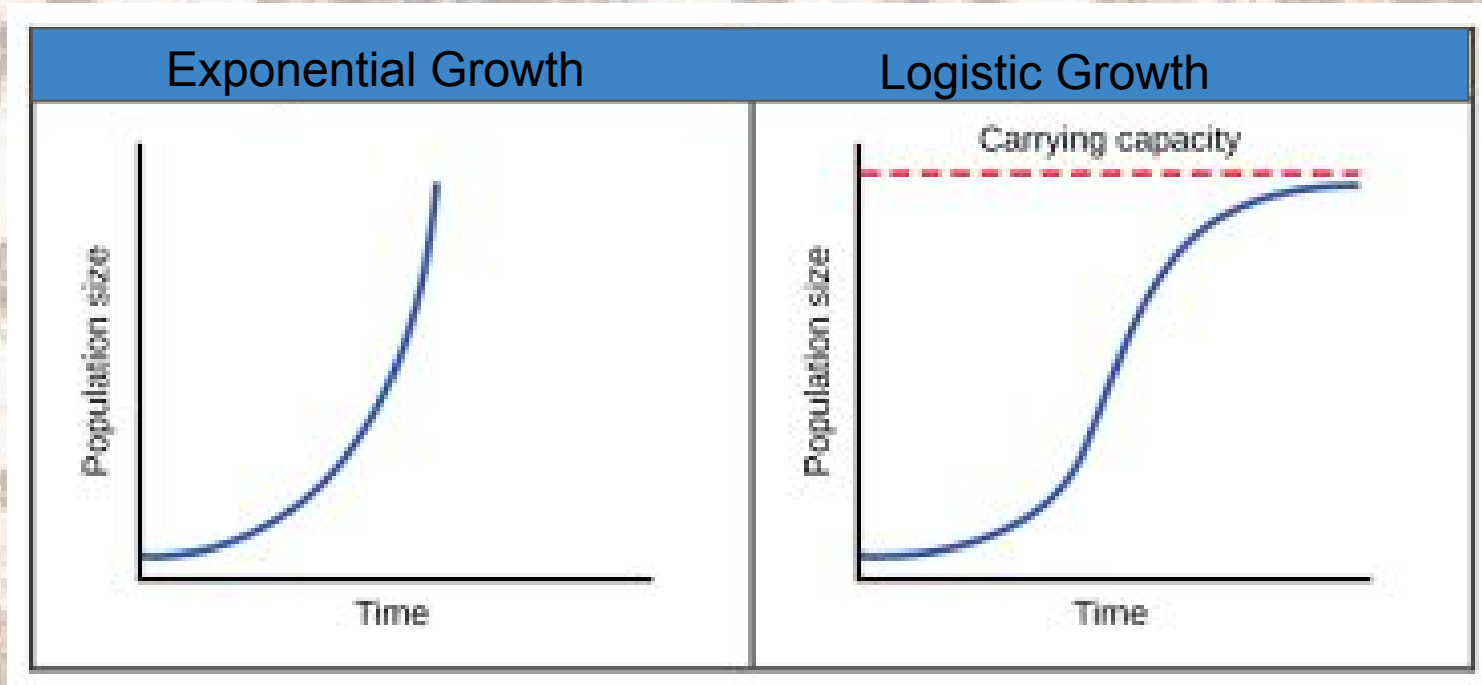 Exponential Growth
Logistic Growth
Population size
Time
Carrying capacity
Population size
Time